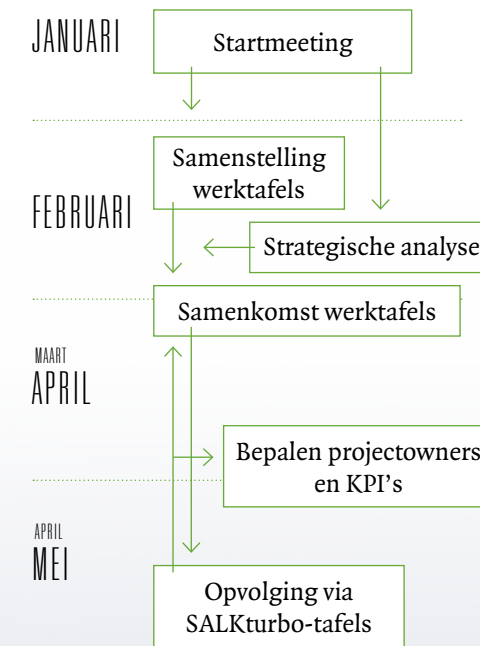 JANUARI
Startmeeting
Samenstelling
werktafels
FEBRUARI
Strategische analyse
Samenkomst werktafels
MAART
APRIL
Bepalen projectowners
en KPI's
APRIL
MEI
Opvolging via
SALKturbo-tafels